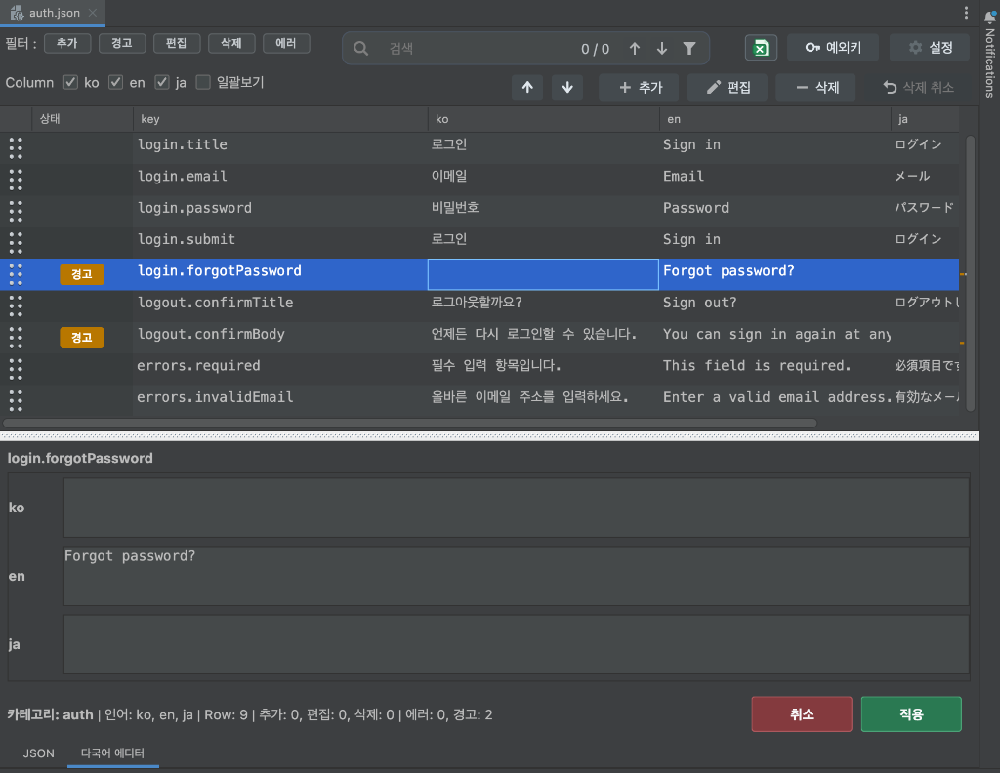 auth.json
필터 : 추가 경고 편집 삭제 에러
검색 0 / 0
예외키 설정
Column ko en ja 일괄보기
추가 편집 삭제 삭제 취소
상태 key ko en ja
login.title 로그인 Sign in ログイン
login.email 이메일 Email メール
login.password 비밀번호 Password パスワード
login.submit 로그인 Sign in ログイン
경고 login.forgotPassword Forgot password?
logout.confirmTitle 로그아웃할까요? Sign out? ログアウトし
경고 logout.confirmBody 언제든 다시 로그인할 수 있습니다. You can sign in again at any
errors.required 필수 입력 항목입니다. This field is required. 必須項目です
errors.invalidEmail 올바른 이메일 주소를 입력하세요. Enter a valid email address. 有効なメール
login.forgotPassword
ko
en Forgot password?
ja
카테고리: auth | 언어: ko, en, ja | Row: 9 | 추가: 0, 편집: 0, 삭제: 0 | 에러: 0, 경고: 2
취소 적용
JSON 다국어 에디터
Notifications